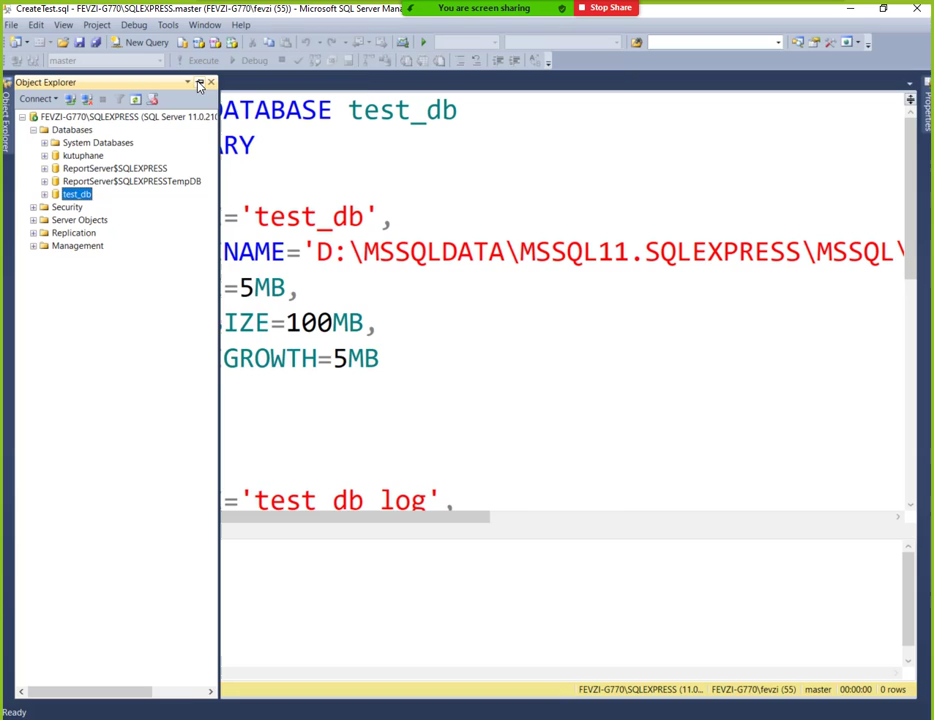 CreateTest.sql - FEVZI-G770\SQLEXPRESS.master (FEVZI-G770\fevzi (55)) - Microsoft SQL Server Mana
You are screen sharing
Stop Share
File Edit View Project Debug Tools Window Help
New Query
master Execute Debug
Object Explorer
Object Explorer
Properties
Connect
FEVZI-G770\SQLEXPRESS (SQL Server 11.0.210
Databases
System Databases
kutuphane
ReportServer$SQLEXPRESS
ReportServer$SQLEXPRESSTempDB
test_db
Security
Server Objects
Replication
Management
DATABASE test_db
ARY
='test_db',
NAME='D:\MSSQLDATA\MSSQL11.SQLEXPRESS\MSSQL\
=5MB,
IZE=100MB,
GROWTH=5MB
='test_db_log',
FEVZI-G770\SQLEXPRESS (11.0... FEVZI-G770\fevzi (55) master 00:00:00 0 rows
Ready